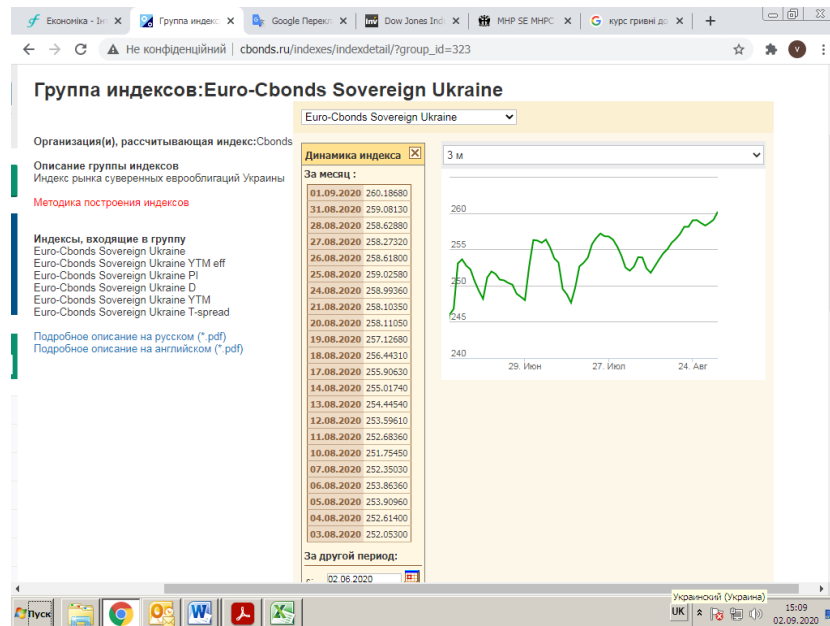 Економіка - Ін
Группа индекс
Google Перекл
Dow Jones Ind
MHP SE MHPC
курс гривні до
Не конфіденційний | cbonds.ru/indexes/indexdetail/?group_id=323
V
Группа индексов:Euro-Cbonds Sovereign Ukraine
Euro-Cbonds Sovereign Ukraine
Организация(и), рассчитывающая индекс:Cbonds
Описание группы индексов
Индекс рынка суверенных еврооблигаций Украины
Методика построения индексов
Индексы, входящие в группу
Euro-Cbonds Sovereign Ukraine
Euro-Cbonds Sovereign Ukraine YTM eff
Euro-Cbonds Sovereign Ukraine PI
Euro-Cbonds Sovereign Ukraine D
Euro-Cbonds Sovereign Ukraine YTM
Euro-Cbonds Sovereign Ukraine T-spread
Подробное описание на русском (*.pdf)
Подробное описание на английском (*.pdf)
Динамика индекса
За месяц :
01.09.2020 260.18680
31.08.2020 259.08130
28.08.2020 258.62880
27.08.2020 258.27320
26.08.2020 258.61800
25.08.2020 259.02580
24.08.2020 258.99360
21.08.2020 258.10350
20.08.2020 258.11050
19.08.2020 257.12680
18.08.2020 256.44310
17.08.2020 255.90630
14.08.2020 255.01740
13.08.2020 254.44540
12.08.2020 253.59610
11.08.2020 252.68360
10.08.2020 251.75450
07.08.2020 252.35030
06.08.2020 253.86360
05.08.2020 253.90960
04.08.2020 252.61400
03.08.2020 252.05300
За другой период:
с: 02.06.2020
3 м
260
255
250
245
240
29. Июн 27. Июл 24. Авг
Украинский (Украина)
Пуск
UK
15:09
02.09.2020